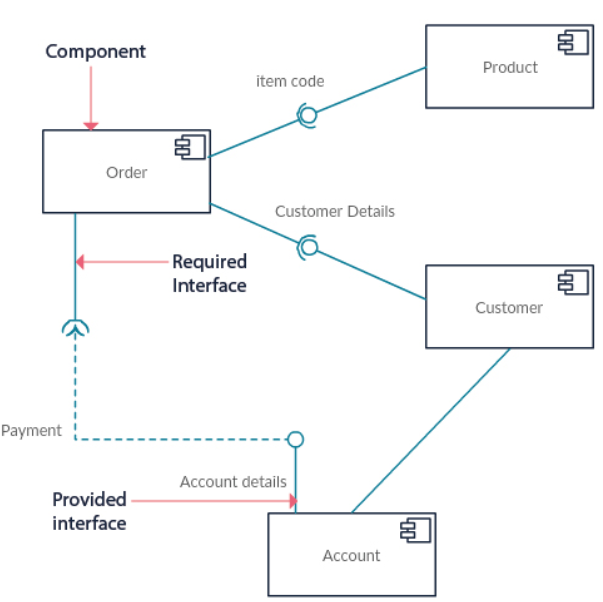 Component
item code
Product
Order
Customer Details
Required
Interface
Customer
Payment
Account details
Provided
interface
Account